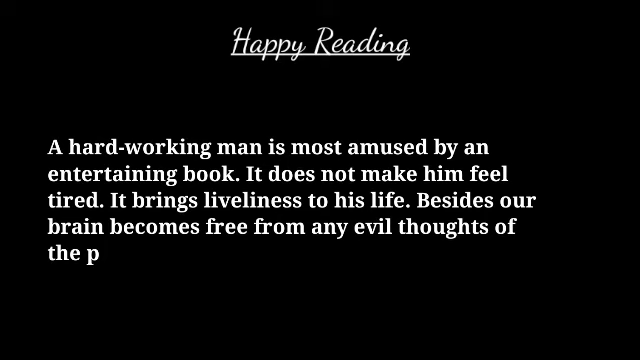 Happy Reading
A hard-working man is most amused by an
entertaining book. It does not make him feel
tired. It brings liveliness to his life. Besides our
brain becomes free from any evil thoughts of
the p